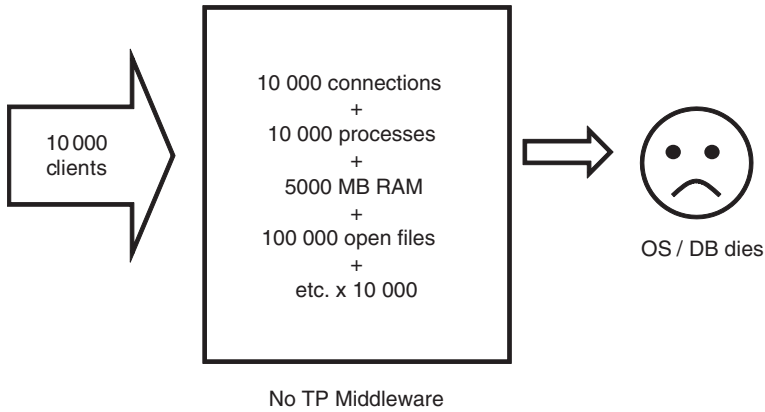 10 000
clients
10 000 connections
+
10 000 processes
+
5000 MB RAM
+
100 000 open files
+
etc. x 10 000
OS / DB dies
No TP Middleware